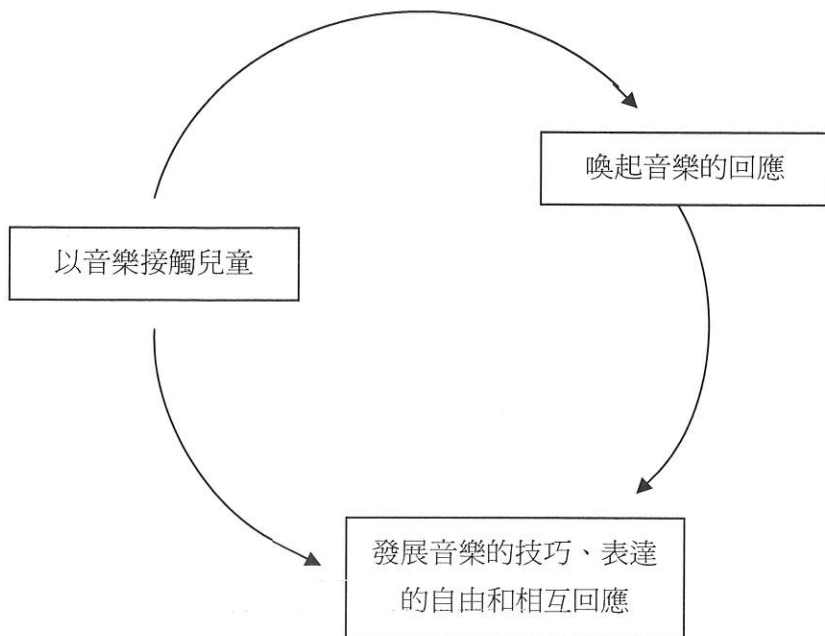 喚起音樂的回應
以音樂接觸兒童
發展音樂的技巧、表達
的自由和相互回應